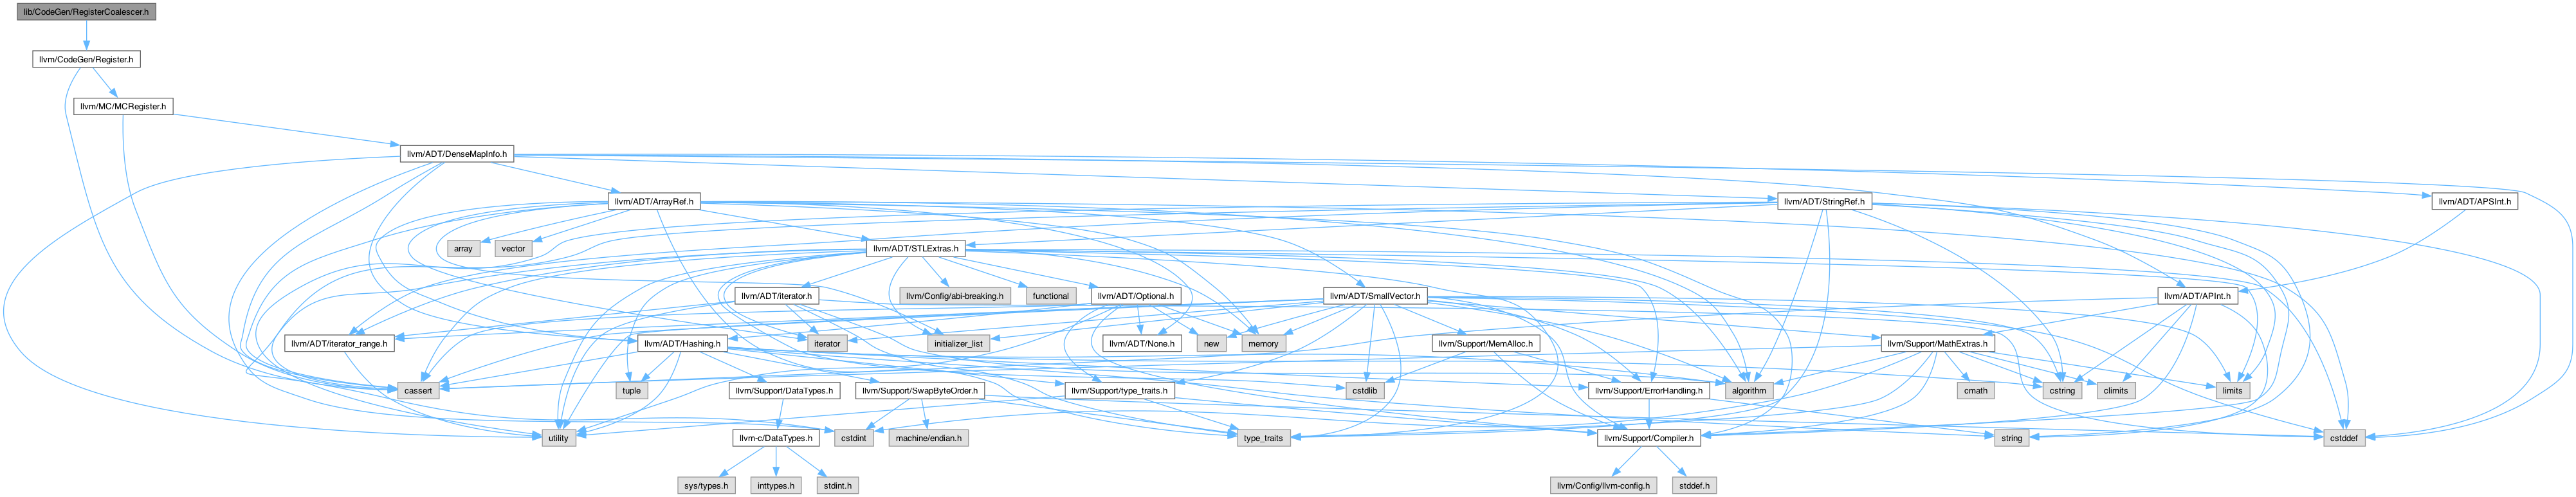 lib/CodeGen/RegisterCoalescer.h
llvm/CodeGen/Register.h
llvm/MC/MCRegister.h
llvm/ADT/DenseMapInfo.h
llvm/ADT/ArrayRef.h
llvm/ADT/StringRef.h
llvm/ADT/APSInt.h
array
vector
llvm/ADT/STLExtras.h
llvm/ADT/iterator.h
llvm/Config/abi-breaking.h
functional
llvm/ADT/Optional.h
llvm/ADT/SmallVector.h
llvm/ADT/APInt.h
llvm/ADT/iterator_range.h
llvm/ADT/Hashing.h
iterator
initializer_list
llvm/ADT/None.h
new
memory
llvm/Support/MemAlloc.h
llvm/Support/MathExtras.h
cassert
tuple
llvm/Support/DataTypes.h
llvm/Support/SwapByteOrder.h
llvm/Support/type_traits.h
cstdlib
llvm/Support/ErrorHandling.h
algorithm
cmath
cstring
climits
limits
utility
llvm-c/DataTypes.h
cstdint
machine/endian.h
type_traits
llvm/Support/Compiler.h
string
cstddef
sys/types.h
inttypes.h
stdint.h
llvm/Config/llvm-config.h
stddef.h